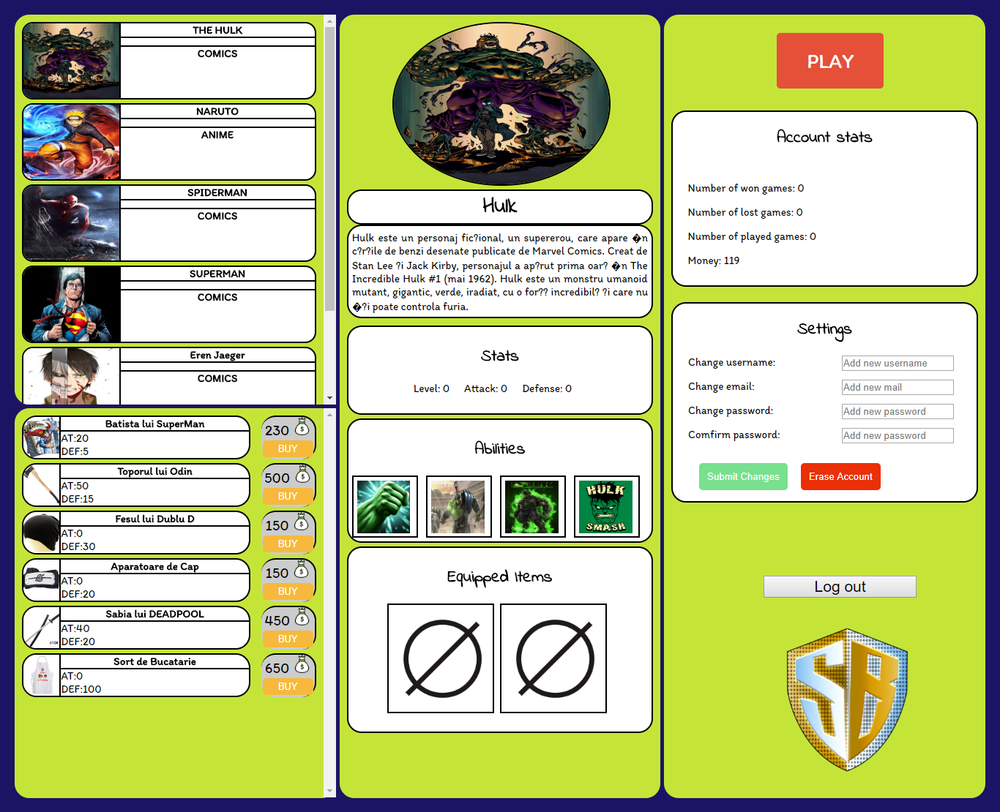 THE HULK
COMICS
NARUTO
ANIME
SPIDERMAN
COMICS
SUPERMAN
COMICS
Eren Jaeger
COMICS
Batista lui SuperMan
AT:20
DEF:5
230
BUY
Toporul lui Odin
AT:50
DEF:15
500
BUY
Fesul lui Dublu D
AT:0
DEF:30
150
BUY
Aparatoare de Cap
AT:0
DEF:20
150
BUY
Sabia lui DEADPOOL
AT:40
DEF:20
450
BUY
Sort de Bucatarie
AT:0
DEF:100
650
BUY
Hulk
Hulk este un personaj fic?ional, un supererou, care apare �n
c?r?ile de benzi desenate publicate de Marvel Comics. Creat de
Stan Lee ?i Jack Kirby, personajul a ap?rut prima oar? �n The
Incredible Hulk #1 (mai 1962). Hulk este un monstru umanoid
mutant, gigantic, verde, iradiat, cu o for?? incredibil? ?i care nu
�?i poate controla furia.
Stats
Level: 0 Attack: 0 Defense: 0
Abilities
HULK
SMASH
Equipped Items
PLAY
Account stats
Number of won games: 0
Number of lost games: 0
Number of played games: 0
Money: 119
Settings
Change username: Add new username
Change email: Add new mail
Change password: Add new password
Comfirm password: Add new password
Submit Changes Erase Account
Log out
SB